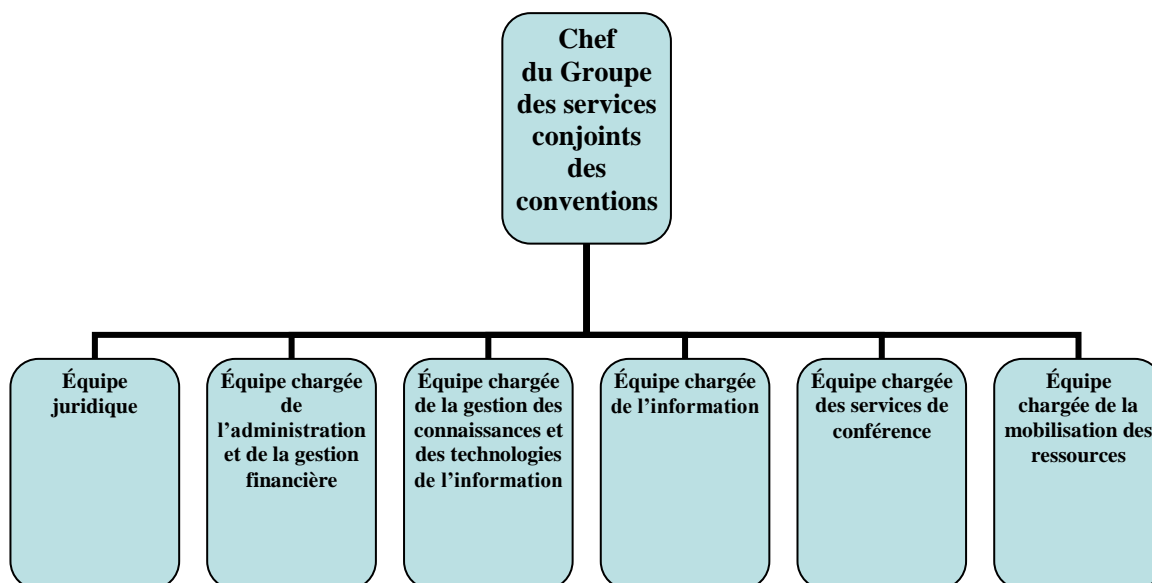 Chef
du Groupe
des services
conjoints
des
conventions
Équipe
juridique
Équipe chargée
de
l’administration
et de la gestion
financière
Équipe chargée
de la gestion des
connaissances et
des technologies
de l’information
Équipe chargée
de l’information
Équipe chargée
des services de
conférence
Équipe
chargée de la
mobilisation des
ressources